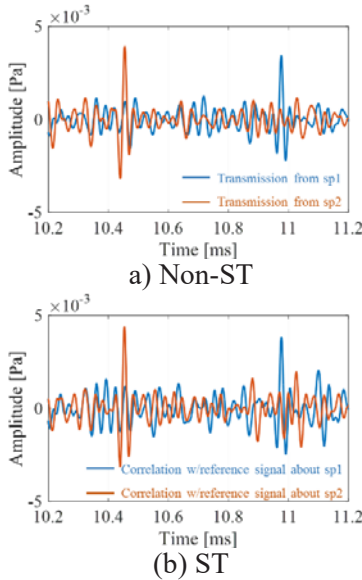 ×10⁻³
5
0
-5
Amplitude [Pa]
Transmission from sp1
Transmission from sp2
10.2 10.4 10.6 10.8 11 11.2
Time [ms]
a) Non-ST
×10⁻³
5
0
-5
Amplitude [Pa]
Correlation w/reference signal about sp1
Correlation w/reference signal about sp2
10.2 10.4 10.6 10.8 11 11.2
Time [ms]
(b) ST